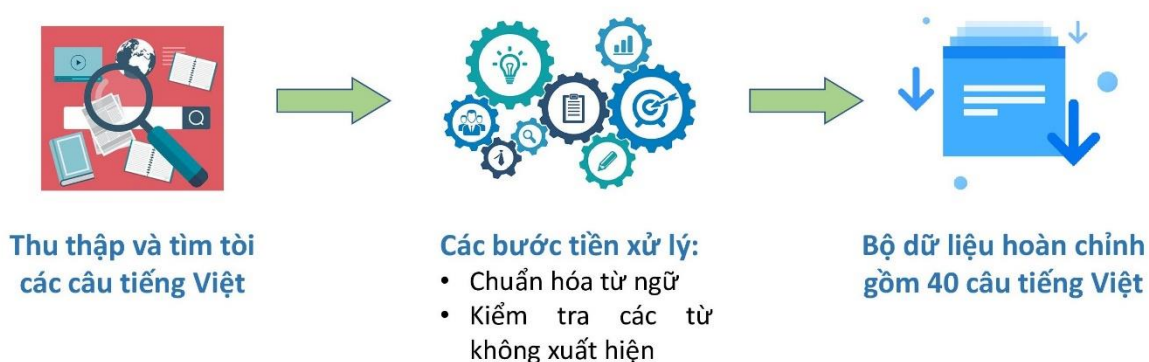 Thu thập và tìm tòi
các câu tiếng Việt
Các bước tiền xử lý:
• Chuẩn hóa từ ngữ
• Kiểm tra các từ
không xuất hiện
Bộ dữ liệu hoàn chỉnh
gồm 40 câu tiếng Việt